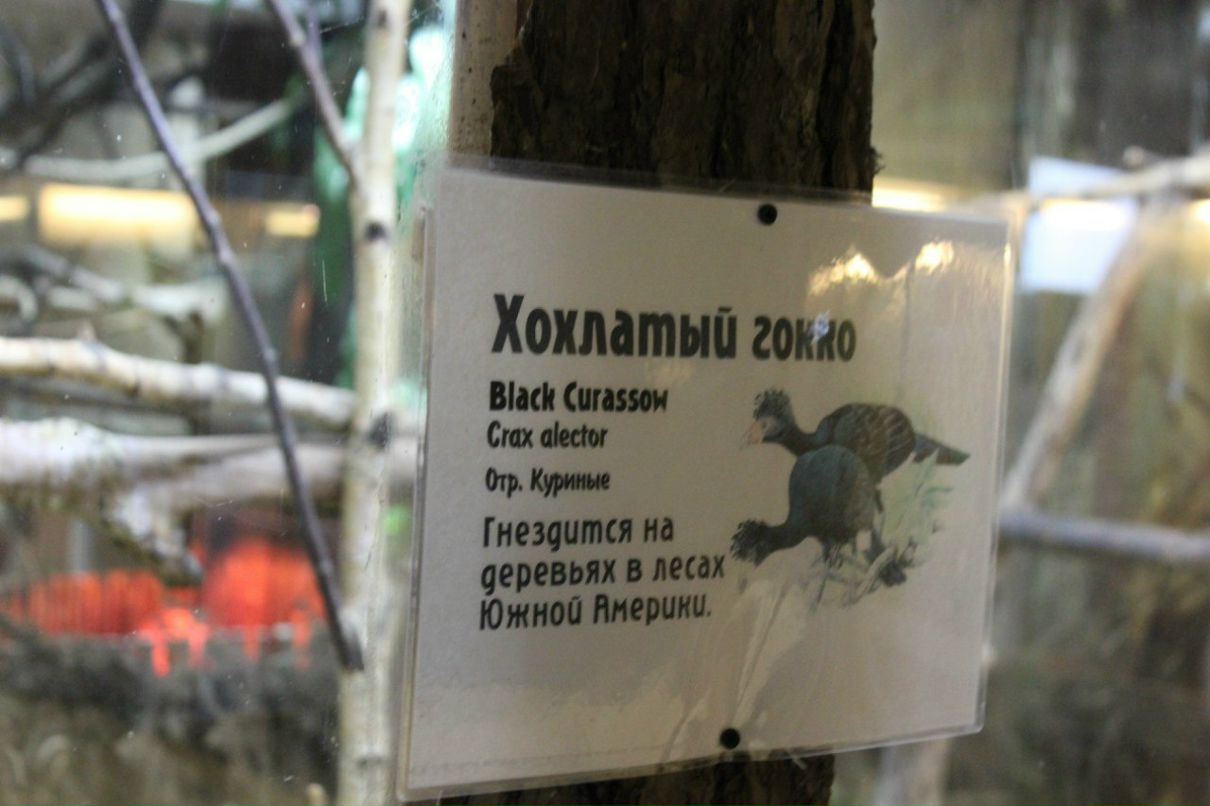 Хохлатый гокко
Black Curassow
Crax alector
Отр. Куриные
Гнездится на
деревьях в лесах
Южной Америки.